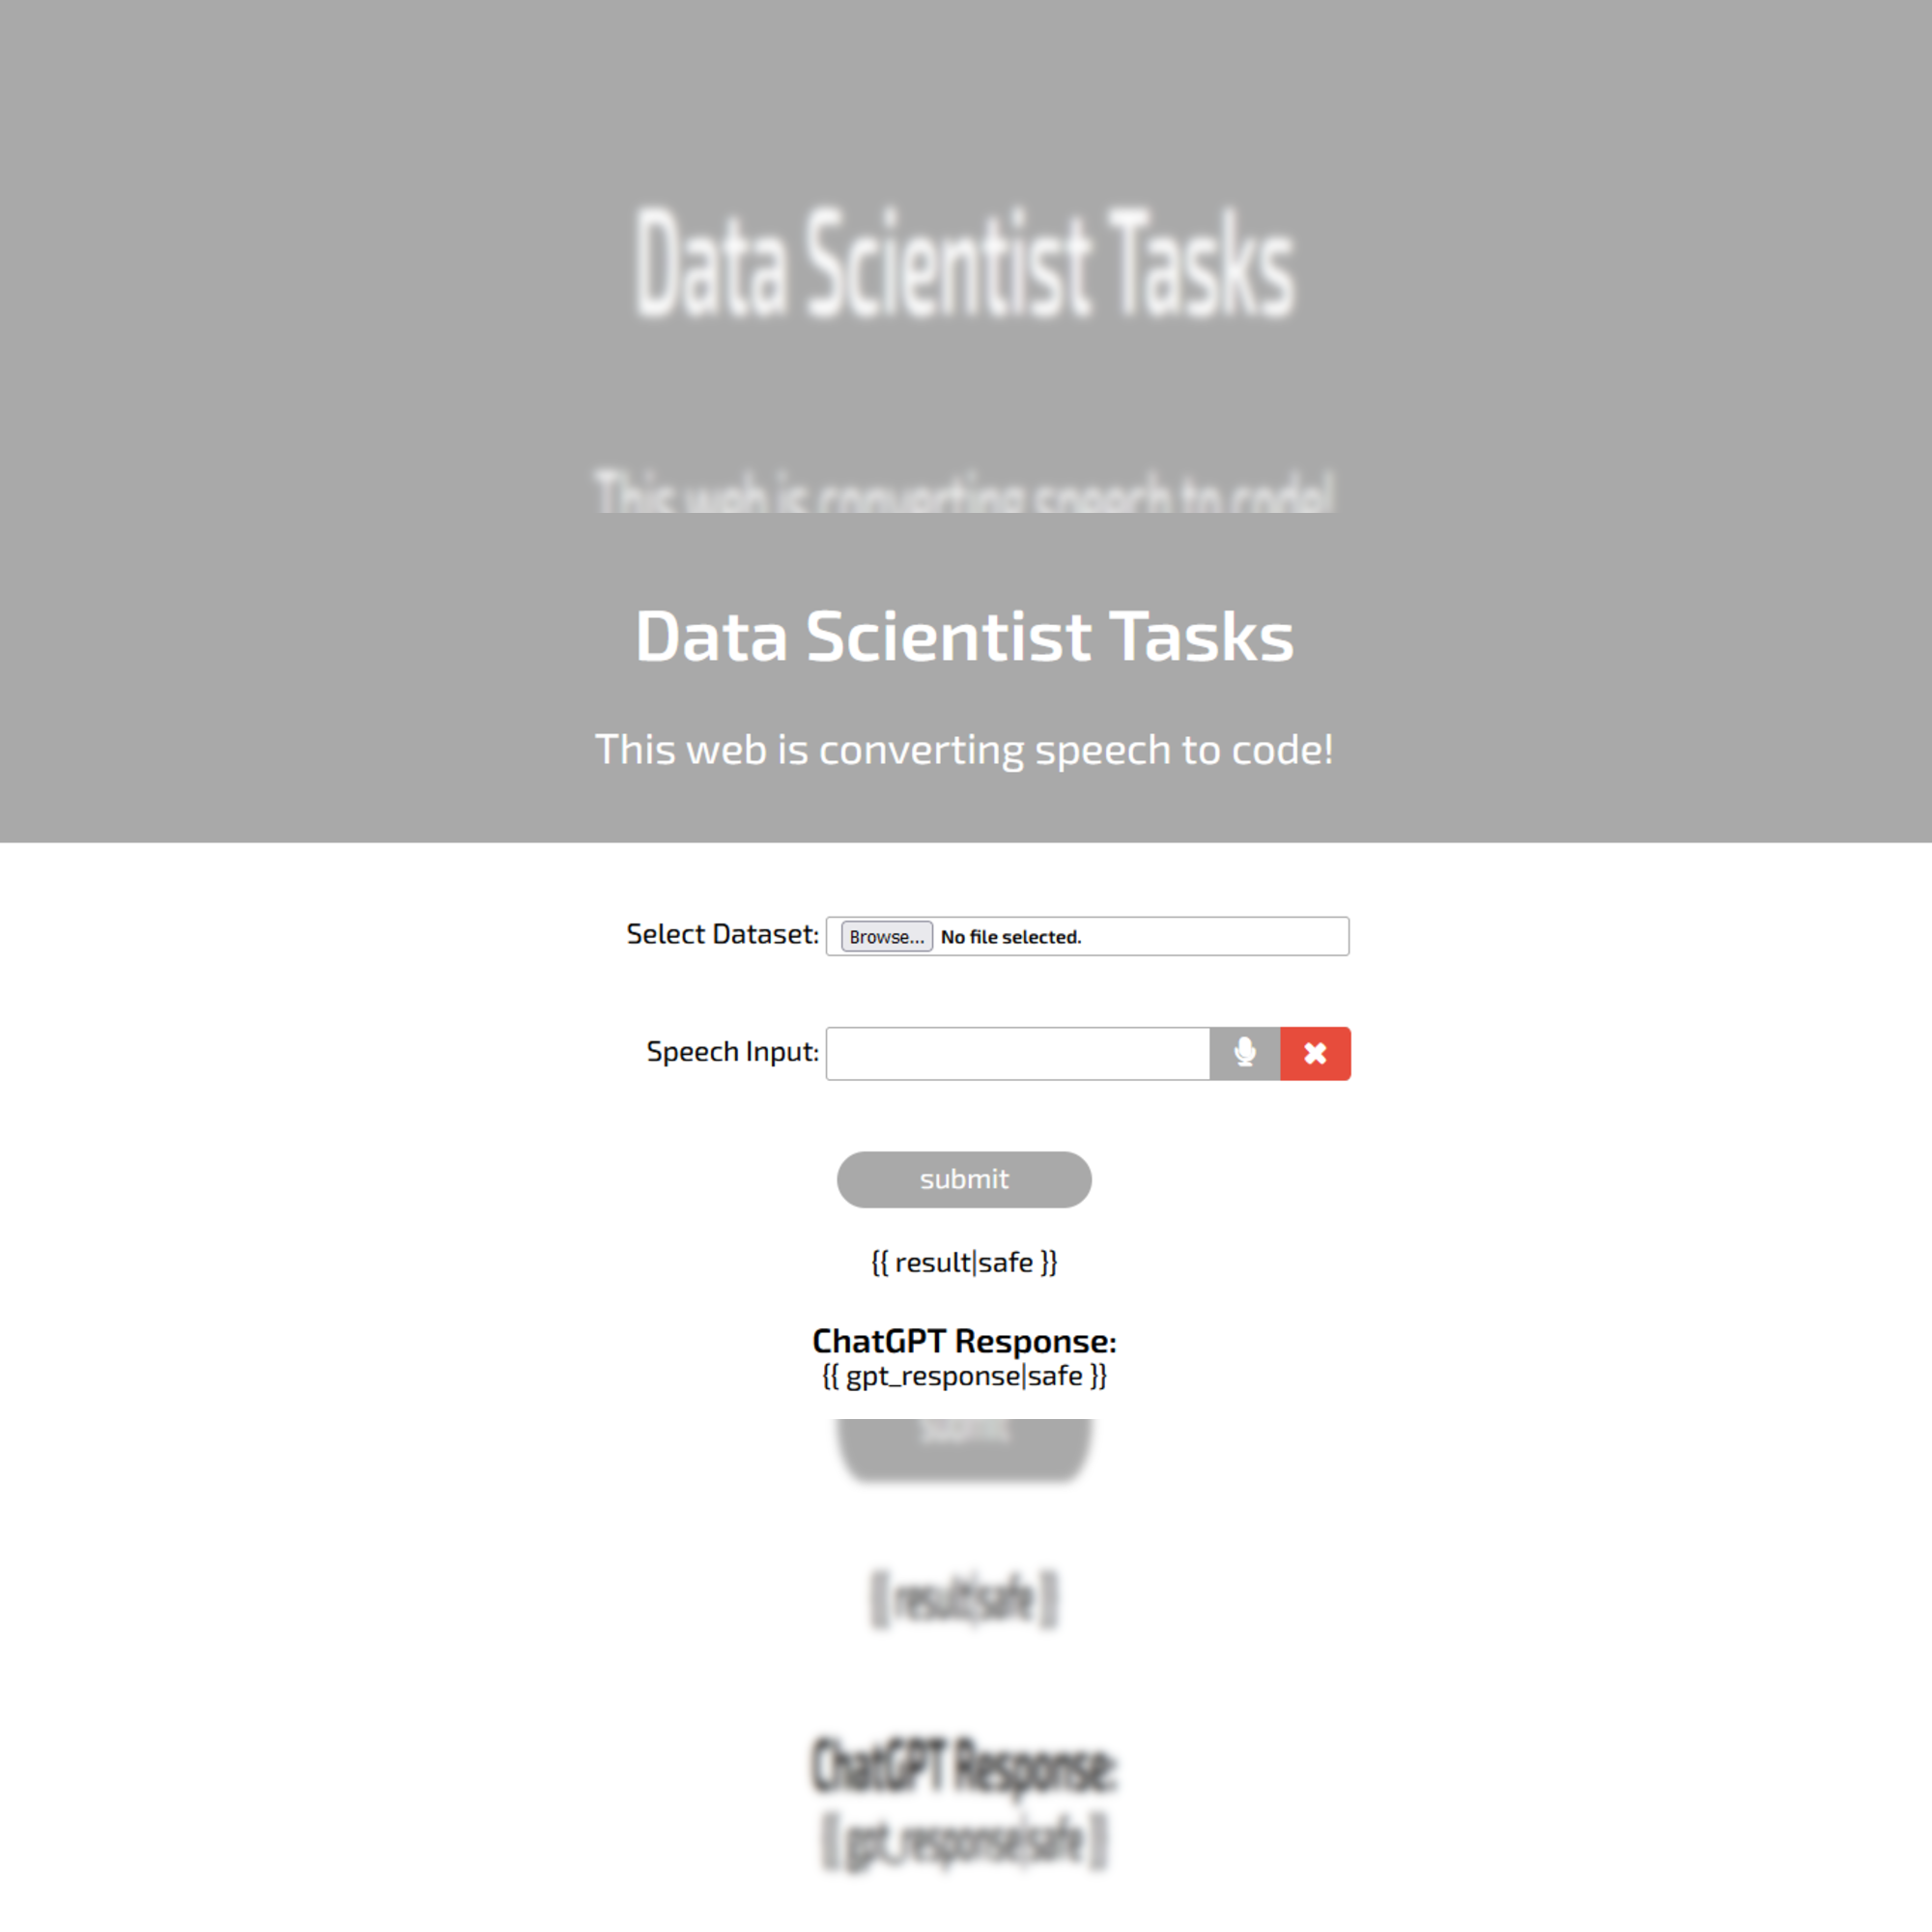 Data Scientist Tasks
This web is converting speech to code!
Data Scientist Tasks
This web is converting speech to code!
Select Dataset: Browse... No file selected.
Speech Input:
submit
{{ result|safe }}
ChatGPT Response:
{{ gpt_response|safe }}
submit
{{ result|safe }}
ChatGPT Response:
{{ gpt_response|safe }}